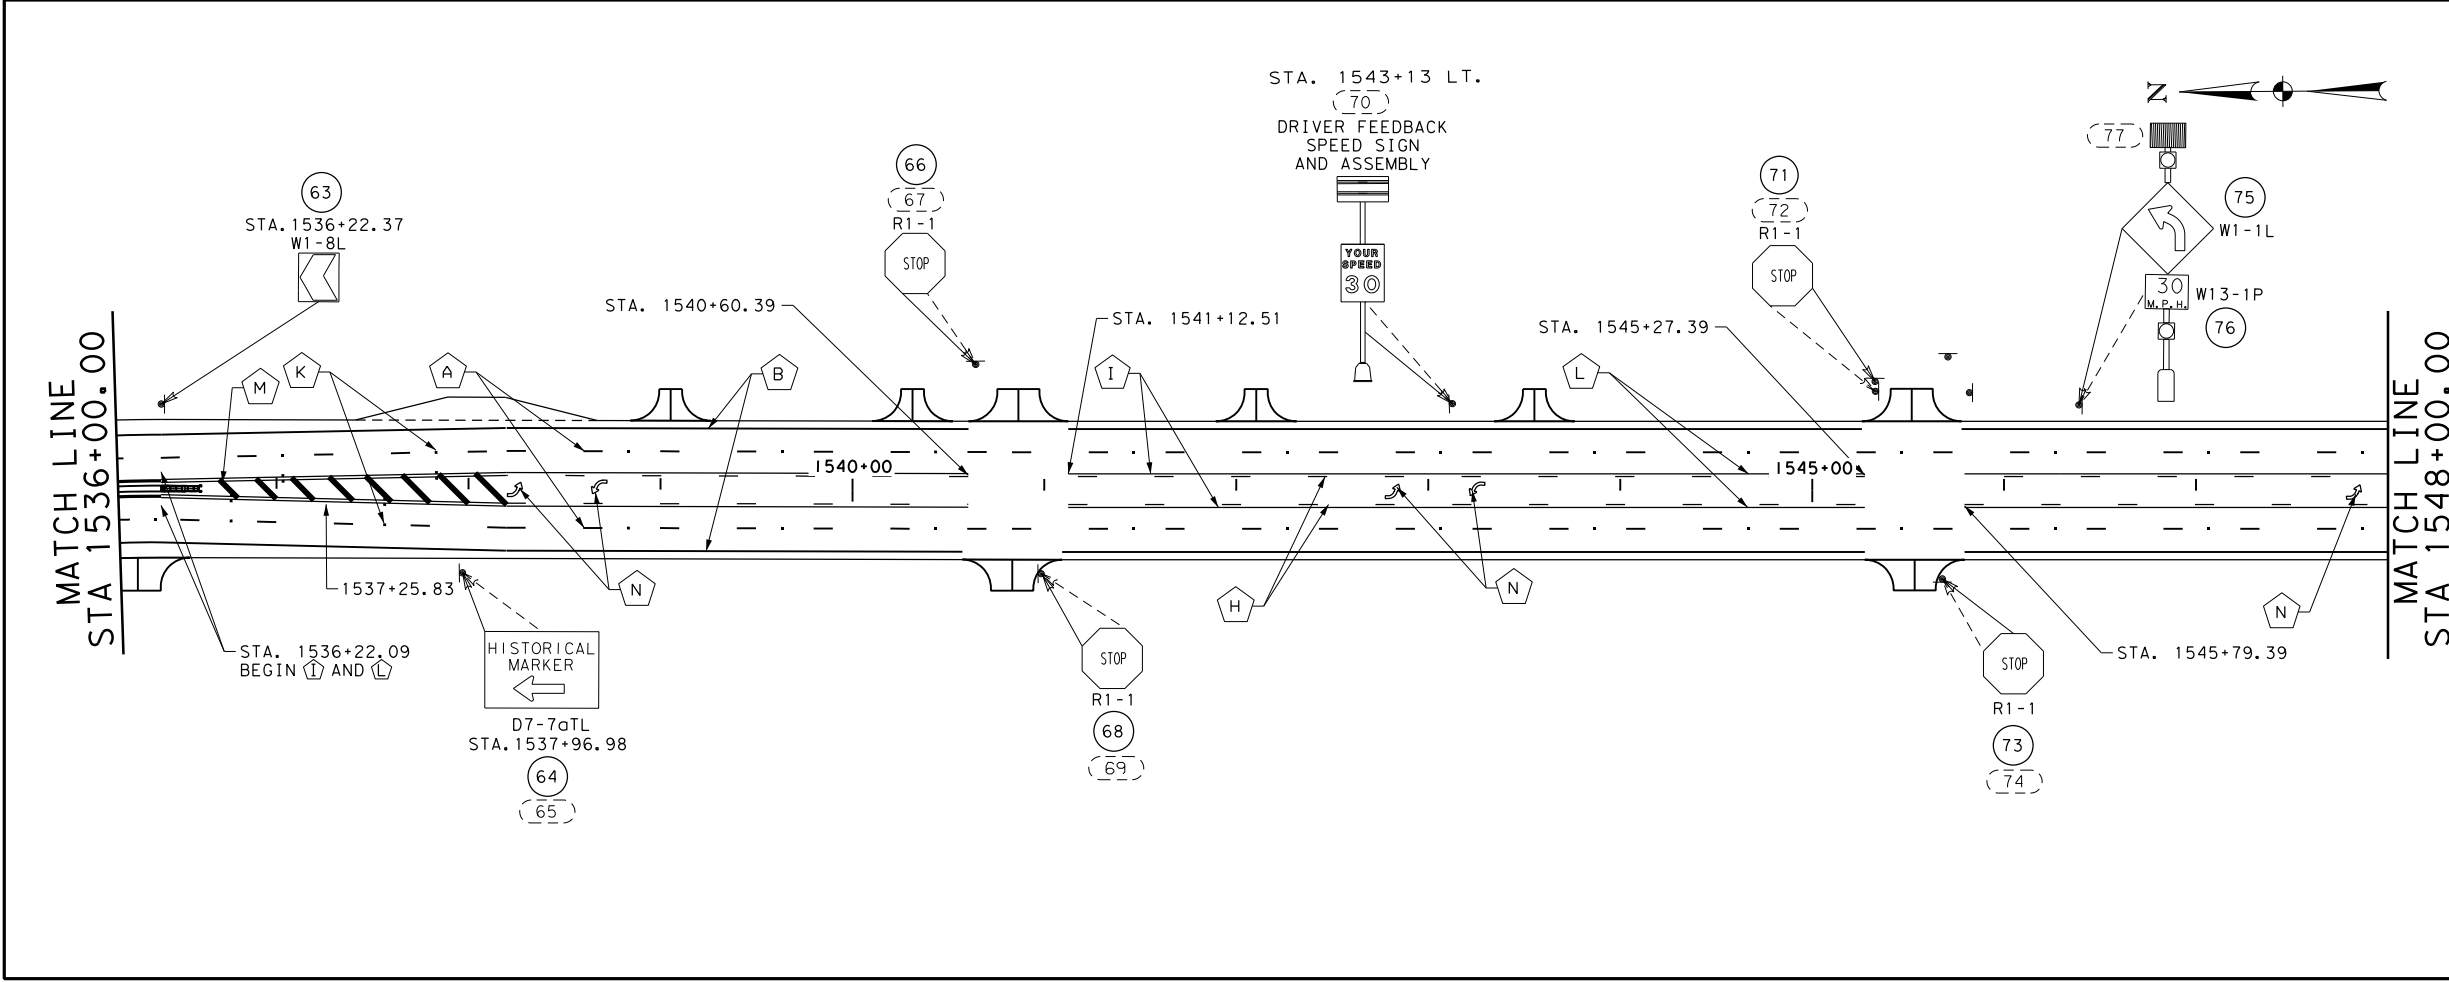 STA. 1543+13 LT.
70
DRIVER FEEDBACK
SPEED SIGN
AND ASSEMBLY
N
77
66
67
R1-1
STOP
63
STA.1536+22.37
W1-8L
71
72
R1-1
STOP
75
W1-1L
YOUR
SPEED
30
30
M.P.H.
W13-1P
76
STA. 1540+60.39
STA. 1541+12.51
STA. 1545+27.39
MATCH LINE
STA 1536+00.00
M
K
A
B
I
L
1540+00
1545+00
MATCH LINE
STA 1548+00.00
1537+25.83
N
H
N
N
STA. 1536+22.09
BEGIN I AND L
HISTORICAL
MARKER
D7-7aTL
STA.1537+96.98
64
65
STOP
R1-1
68
69
STOP
R1-1
73
74
STA. 1545+79.39